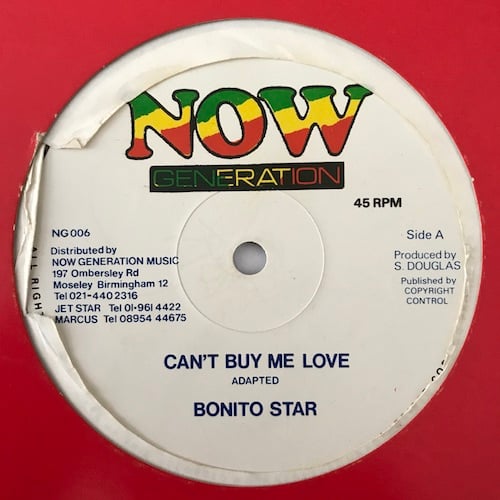 NOW
GENERATION
45 RPM
NG 006
Side A
Distributed by
NOW GENERATION MUSIC
197 Ombersley Rd
Moseley Birmingham 12
Tel 021-440 2316
JET STAR Tel 01-961 4422
MARCUS Tel 08954 44675
Produced by
S. DOUGLAS
Published by
COPYRIGHT
CONTROL
ALL RIGH
CAN'T BUY ME LOVE
ADAPTED
BONITO STAR